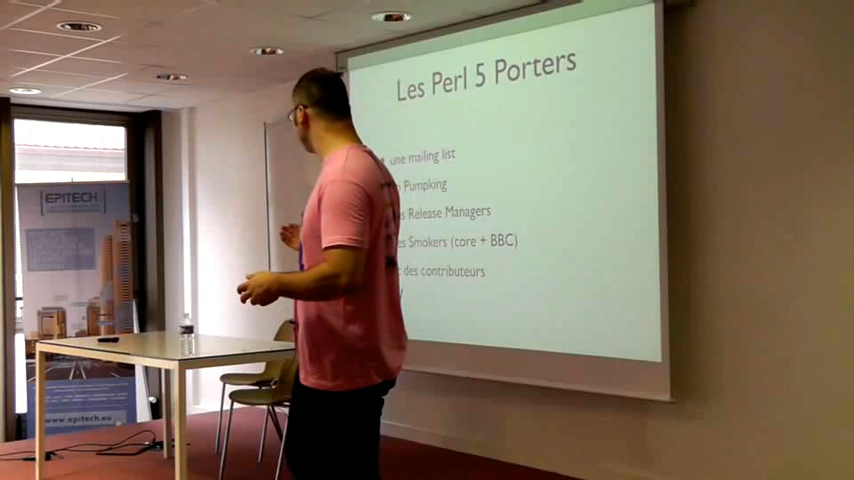 Les Perl 5 Porters
une mailing list
Pumpking
Release Managers
Smokers (core + BBC)
des contributeurs
EPITECH
www.epitech.eu